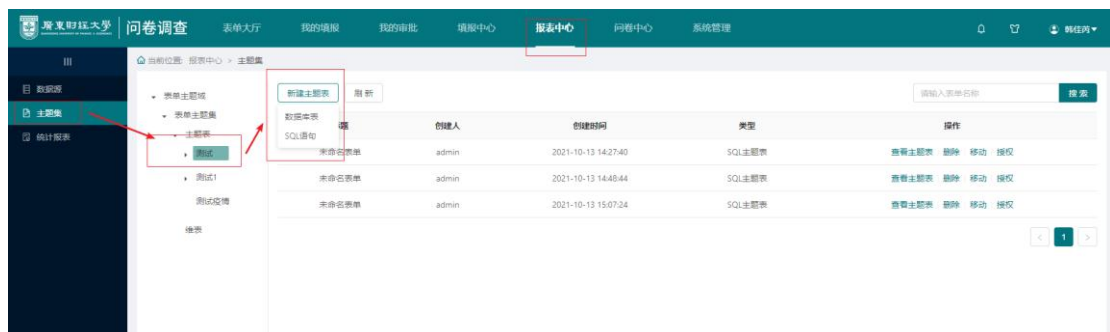 广东财经大学 问卷调查 表单大厅 我的填报 我的审批 填报中心 报表中心 问卷中心 系统管理 韩佳芮
当前位置: 报表中心 > 主题集
数据源
主题集
统计报表
表单主题域
表单主题集
主题表
测试
测试1
测试疫情
维表
新建主题表 刷新 请输入表单名称 搜索
数据库表
SQL语句
题 创建人 创建时间 类型 操作
未命名表单 admin 2021-10-13 14:27:40 SQL主题表 查看主题表 删除 移动 授权
未命名表单 admin 2021-10-13 14:48:44 SQL主题表 查看主题表 删除 移动 授权
未命名表单 admin 2021-10-13 15:07:24 SQL主题表 查看主题表 删除 移动 授权
< 1 >